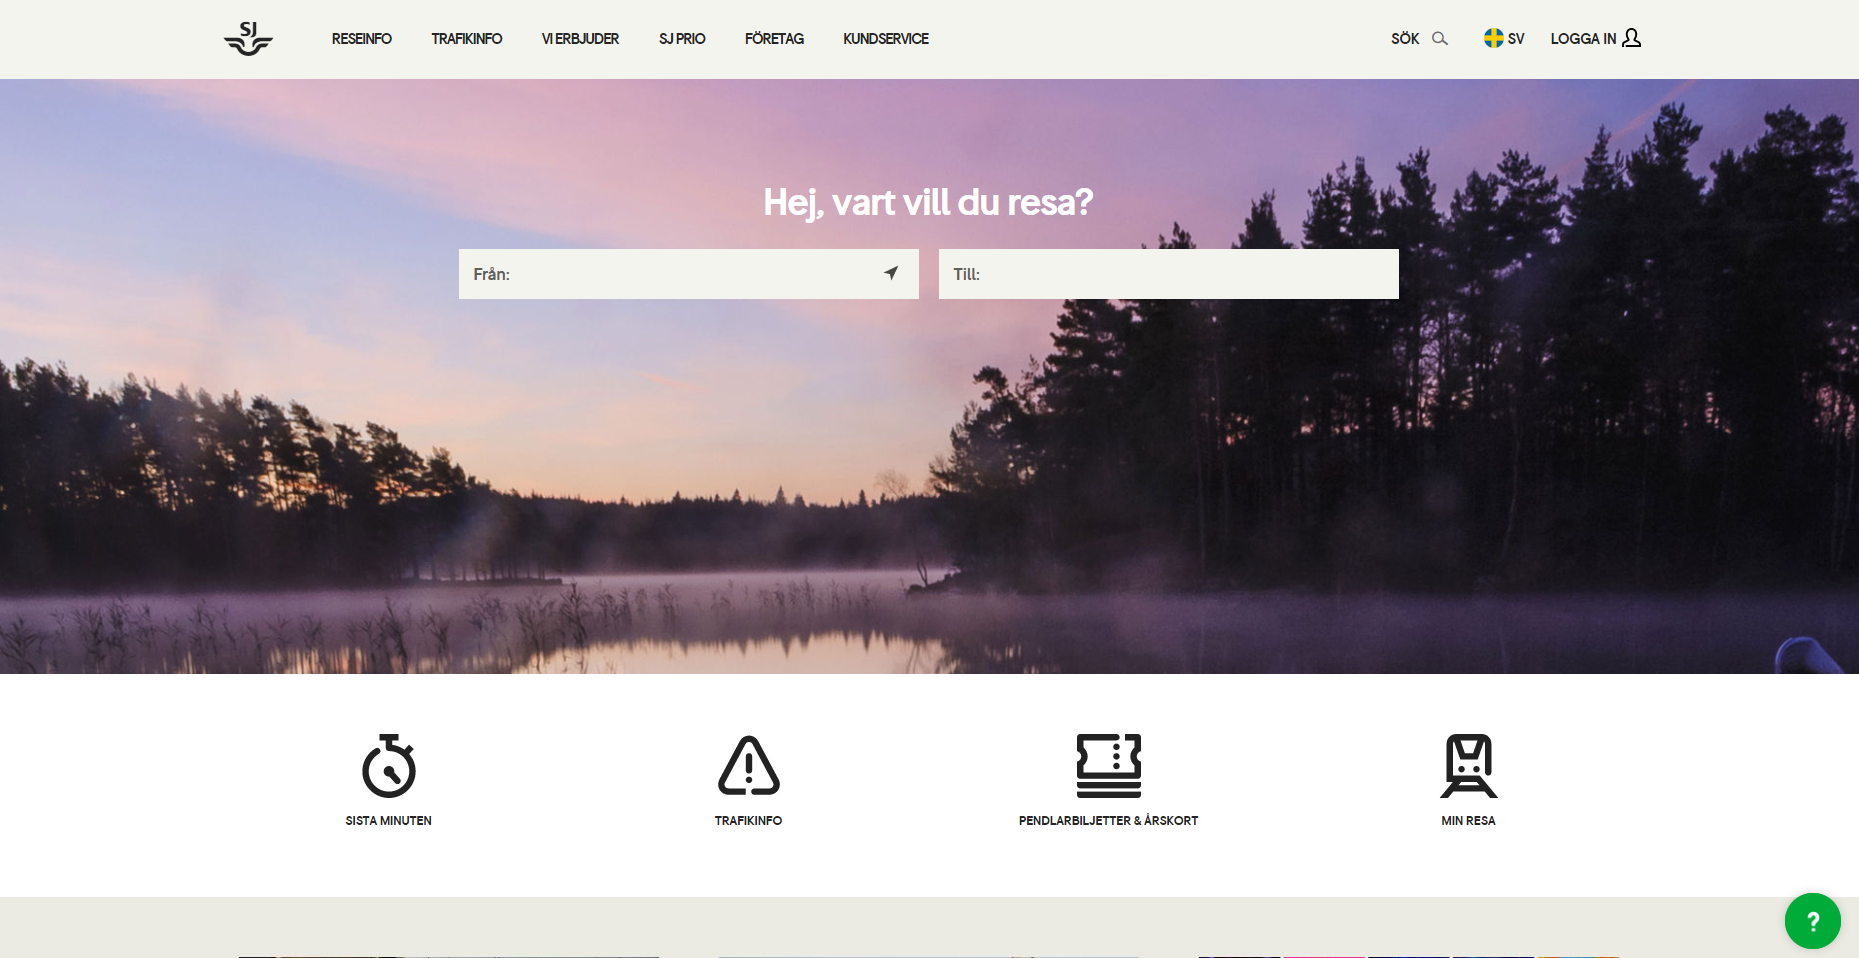 SJ
RESEINFO
TRAFIKINFO
VI ERBJUDER
SJ PRIO
FÖRETAG
KUNDSERVICE
SÖK
SV
LOGGA IN
Hej, vart vill du resa?
Från:
Till:
SISTA MINUTEN
TRAFIKINFO
PENDLARBILJETTER & ÅRSKORT
MIN RESA
?